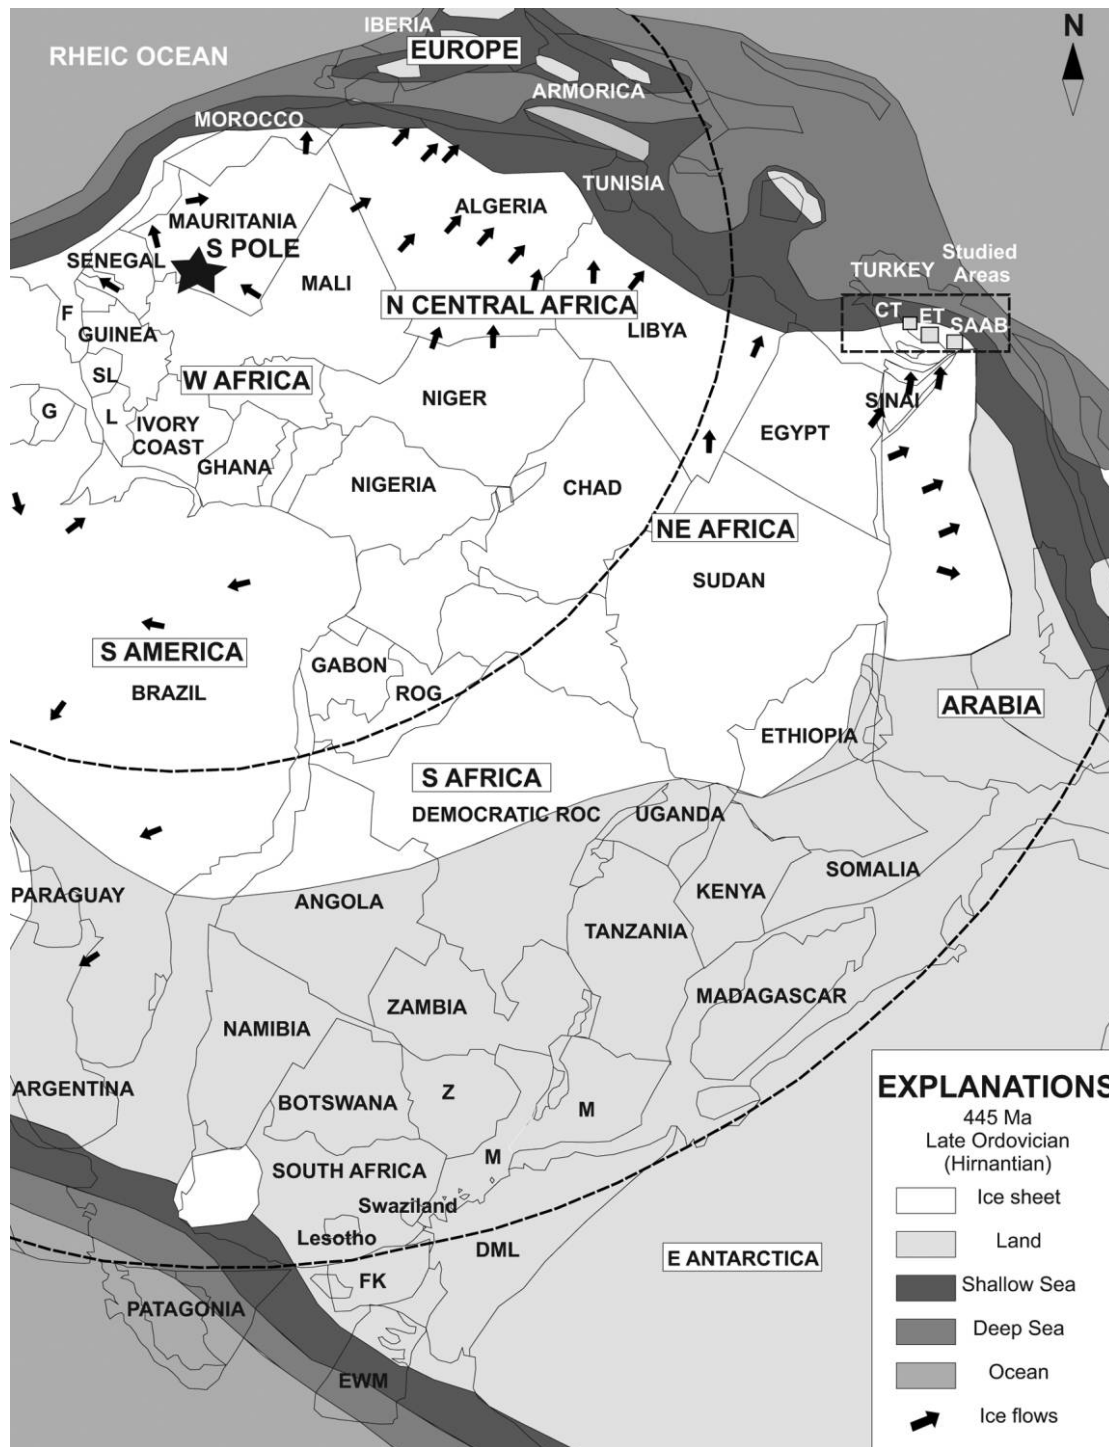 IBERIA
N
RHEIC OCEAN
EUROPE
ARMORICA
MOROCCO
TUNISIA
ALGERIA
MAURITANIA
S POLE
SENEGAL
MALI
Studied
Areas
TURKEY
CT
ET
SAAB
N CENTRAL AFRICA
LIBYA
F
GUINEA
SL
W AFRICA
NIGER
SINAI
G
L
IVORY
COAST
EGYPT
GHANA
NIGERIA
CHAD
NE AFRICA
SUDAN
S AMERICA
BRAZIL
GABON
ROG
ARABIA
ETHIOPIA
S AFRICA
DEMOCRATIC ROC
UGANDA
SOMALIA
PARAGUAY
ANGOLA
KENYA
TANZANIA
MADAGASCAR
ZAMBIA
NAMIBIA
ARGENTINA
BOTSWANA
Z
M
M
SOUTH AFRICA
Swaziland
Lesotho
DML
E ANTARCTICA
FK
PATAGONIA
EWM
EXPLANATIONS
445 Ma
Late Ordovician
(Hirnantian)
Ice sheet
Land
Shallow Sea
Deep Sea
Ocean
Ice flows